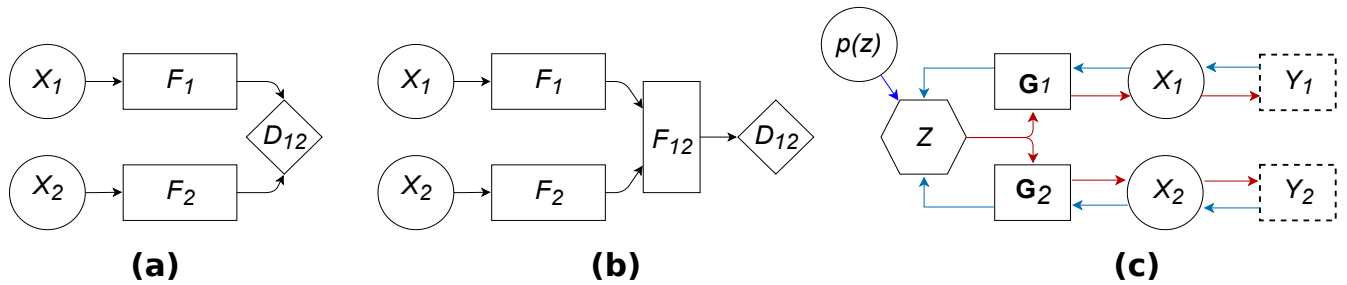 X1 F1 D12 X2 F2
(a)
X1 F1 F12 D12 X2 F2
(b)
p(z) Z G1 X1 Y1 G2 X2 Y2
(c)